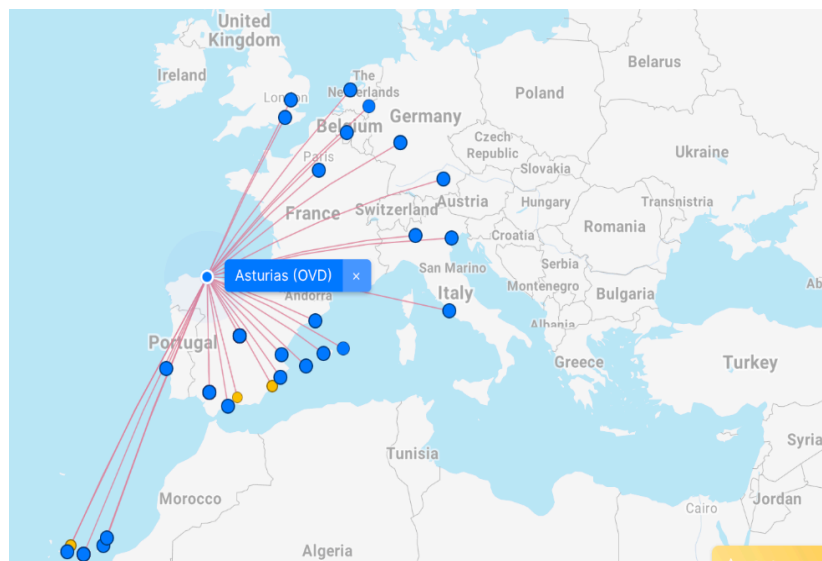 United
Kingdom
Ireland
The
Netherlands
London
Belarus
Poland
Germany
Belgium
Czech
Republic
Ukraine
Paris
Slovakia
France
Switzerland
Austria
Hungary
Transnistria
Croatia
Romania
San Marino
Serbia
Asturias (OVD) ×
Andorra
Italy
Montenegro
Bulgaria
Albania
Portugal
Greece
Turkey
Tunisia
Syria
Morocco
Jordan
Cairo
Algeria